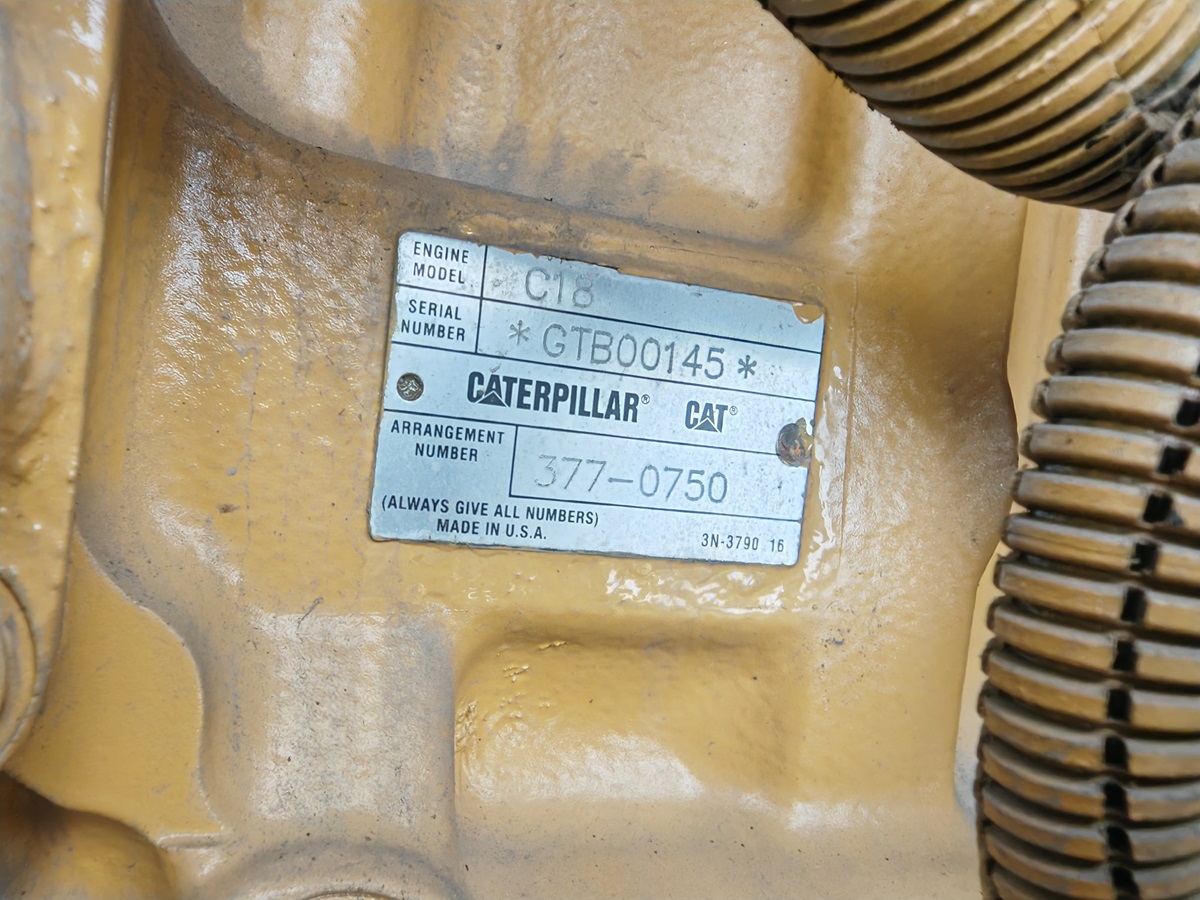 ENGINE MODEL C18
SERIAL NUMBER *GTB00145*
CATERPILLAR® CAT®
ARRANGEMENT NUMBER 377-0750
(ALWAYS GIVE ALL NUMBERS)
MADE IN U.S.A. 3N-3790 16